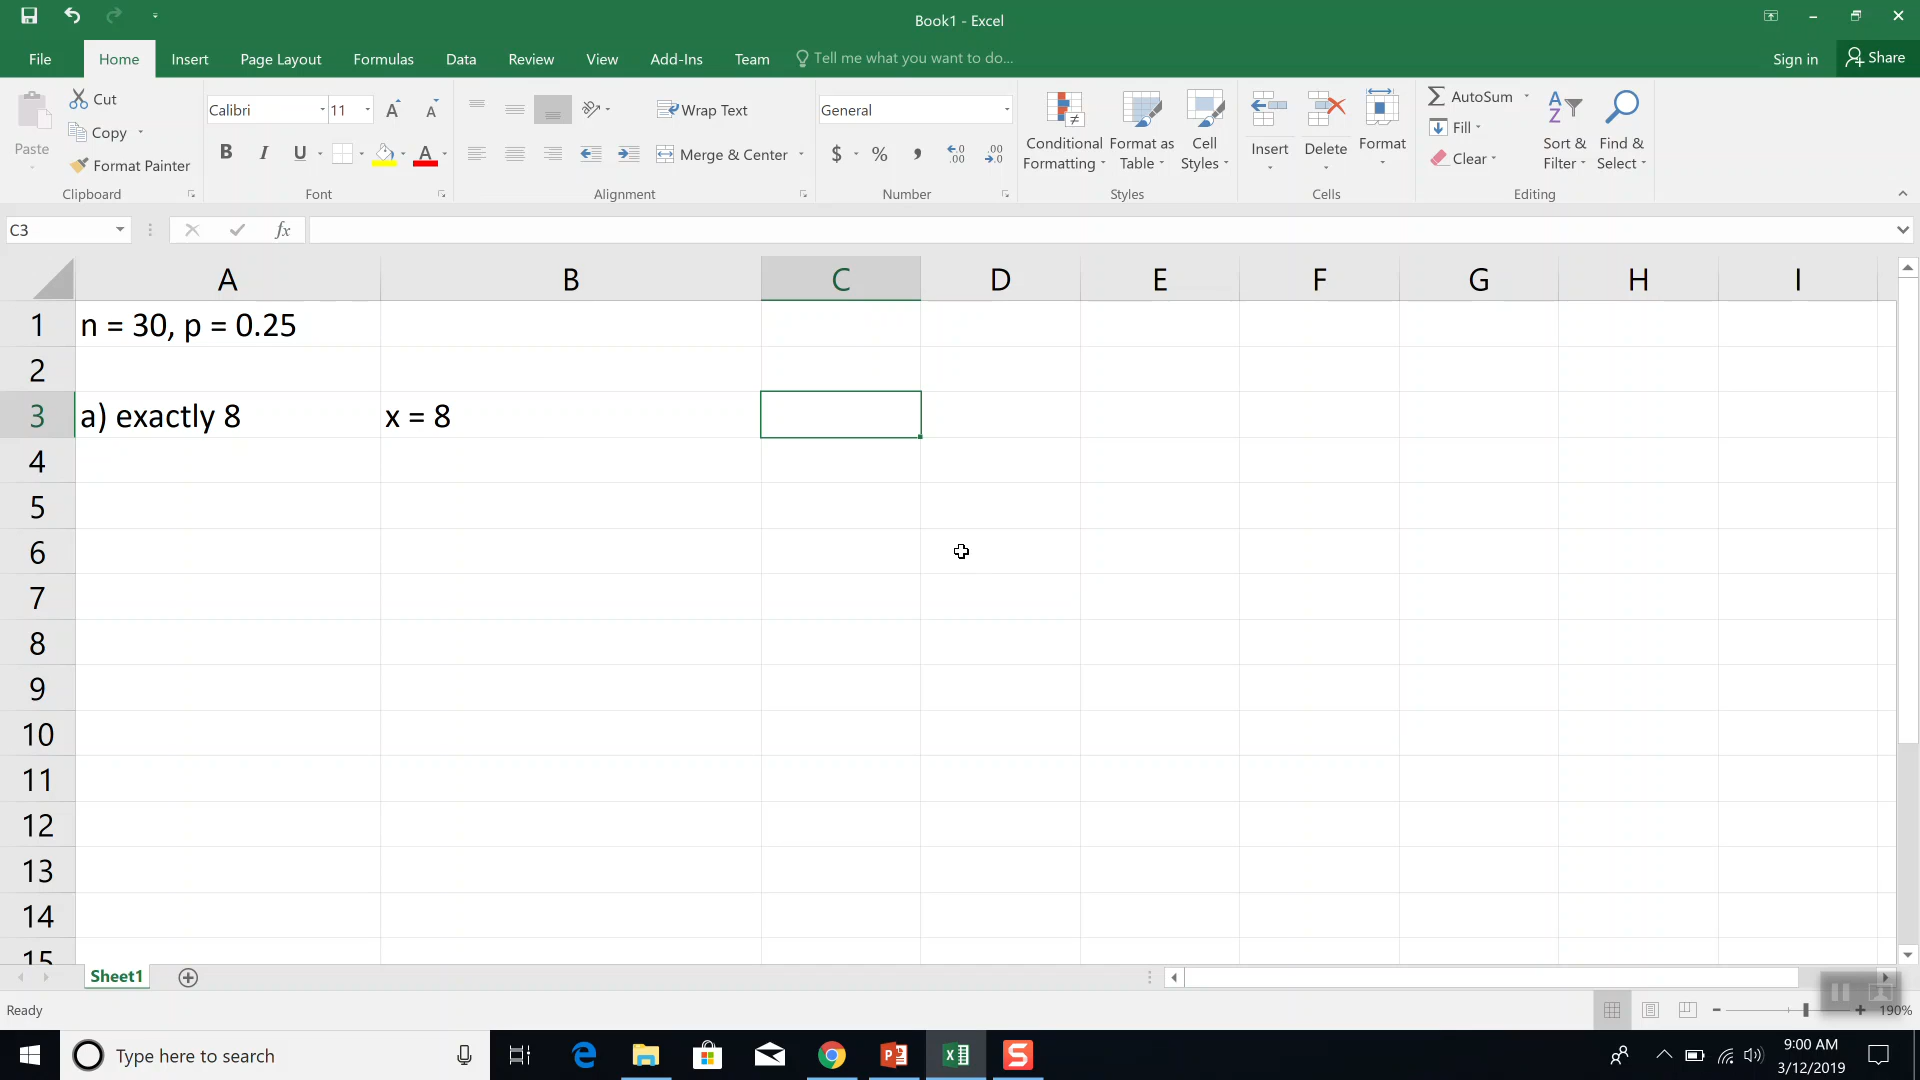 Book1 - Excel
File Home Insert Page Layout Formulas Data Review View Add-Ins Team Tell me what you want to do... Sign in Share
Paste
Cut
Copy
Format Painter
Clipboard
Calibri 11
B I U A
Font
Wrap Text
Merge & Center
Alignment
General
$ % , .00 .00
Number
Conditional Formatting
Format as Table
Cell Styles
Styles
Insert Delete Format
Cells
AutoSum
Fill
Clear
Sort & Filter
Find & Select
Editing
C3 fx
A B C D E F G H I
1 n = 30, p = 0.25
2
3 a) exactly 8 x = 8
4
5
6
7
8
9
10
11
12
13
14
15
Sheet1
Ready 190%
Type here to search
9:00 AM
3/12/2019